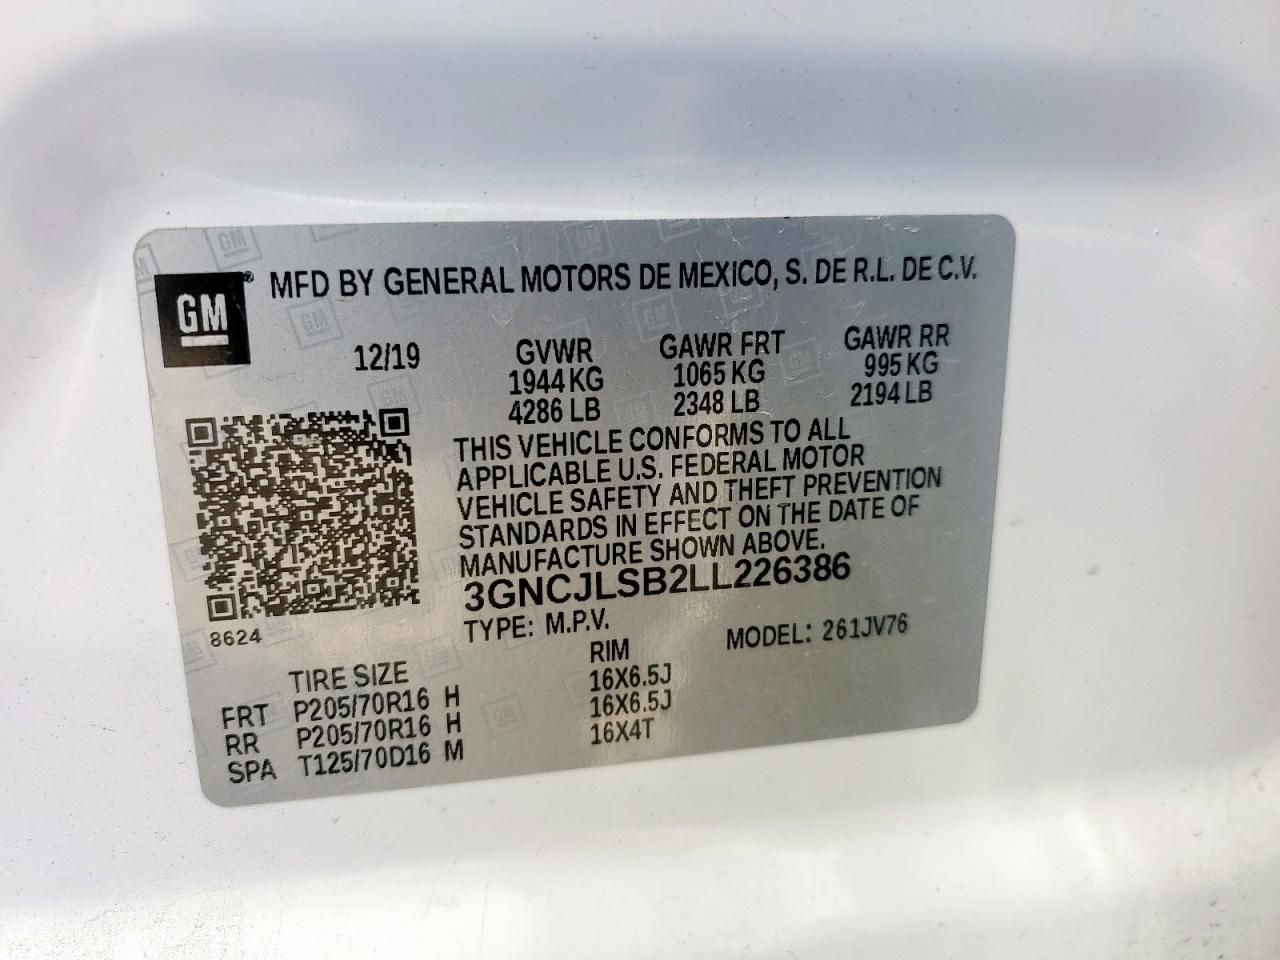 GM ® MFD BY GENERAL MOTORS DE MEXICO, S. DE R.L. DE C.V.
12/19 GVWR GAWR FRT GAWR RR
1944 KG 1065 KG 995 KG
4286 LB 2348 LB 2194 LB
THIS VEHICLE CONFORMS TO ALL
APPLICABLE U.S. FEDERAL MOTOR
VEHICLE SAFETY AND THEFT PREVENTION
STANDARDS IN EFFECT ON THE DATE OF
MANUFACTURE SHOWN ABOVE.
3GNCJLSB2LL226386
8624
TYPE: M.P.V. MODEL: 261JV76
TIRE SIZE RIM
FRT P205/70R16 H 16X6.5J
RR P205/70R16 H 16X6.5J
SPA T125/70D16 M 16X4T